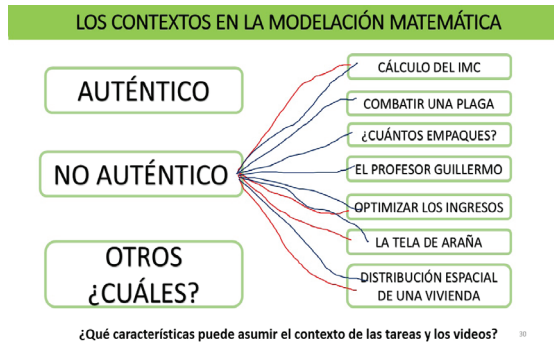 LOS CONTEXTOS EN LA MODELACIÓN MATEMÁTICA
AUTÉNTICO
NO AUTÉNTICO
OTROS
¿CUÁLES?
CÁLCULO DEL IMC
COMBATIR UNA PLAGA
¿CUÁNTOS EMPAQUES?
EL PROFESOR GUILLERMO
OPTIMIZAR LOS INGRESOS
LA TELA DE ARAÑA
DISTRIBUCIÓN ESPACIAL
DE UNA VIVIENDA
¿Qué características puede asumir el contexto de las tareas y los videos?
30